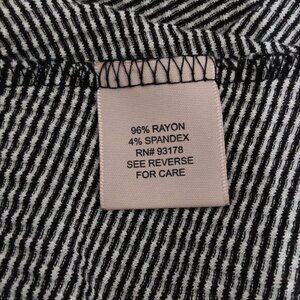 96% RAYON
4% SPANDEX
RN# 93178
SEE REVERSE
FOR CARE